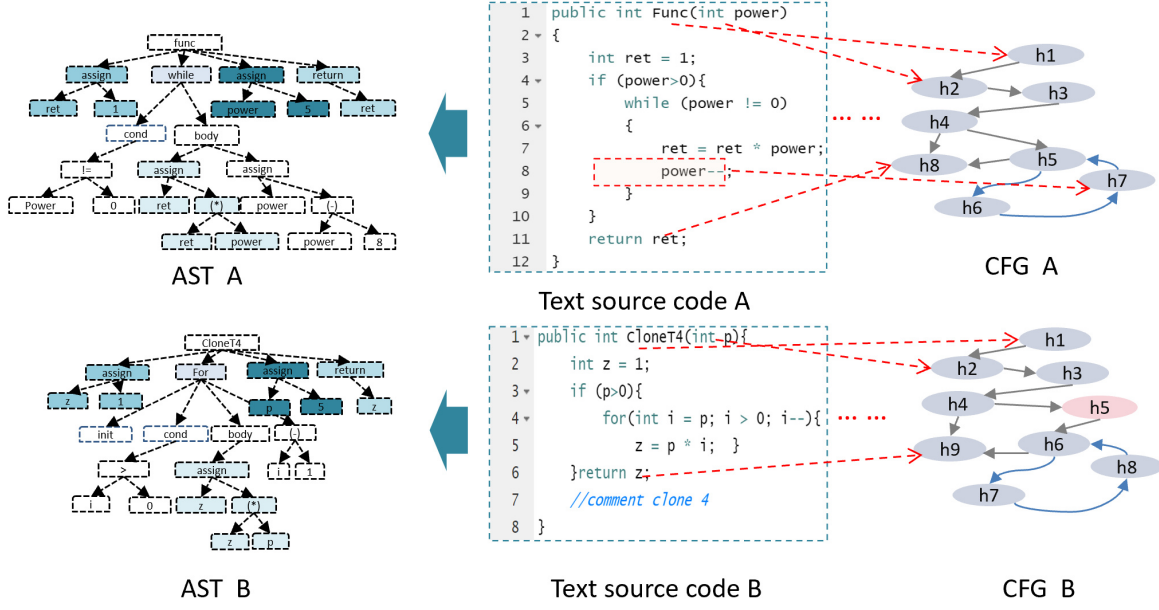 func
assign while assign return
ret 1 power 5 ret
cond body
!= assign assign
Power 0 ret (*) power (-)
ret power power 8
AST A
1 public int Func(int power)
2 {
3 int ret = 1;
4 if (power>0){
5 while (power != 0)
6 {
7 ret = ret * power;
8 power--;
9 }
10 }
11 return ret;
12 }
Text source code A
... ...
h1
h2 h3
h4
h8 h5
h7
h6
CFG A
CloneT4
assign For assign return
z 1 p 5 z
init cond body (-)
> assign i 1
i 0 z (*)
z p
AST B
1 public int CloneT4(int p){
2 int z = 1;
3 if (p>0){
4 for(int i = p; i > 0; i--){
5 z = p * i; }
6 }return z;
7 //comment clone 4
8 }
Text source code B
... ...
h1
h2 h3
h4 h5
h9 h6
h8
h7
CFG B